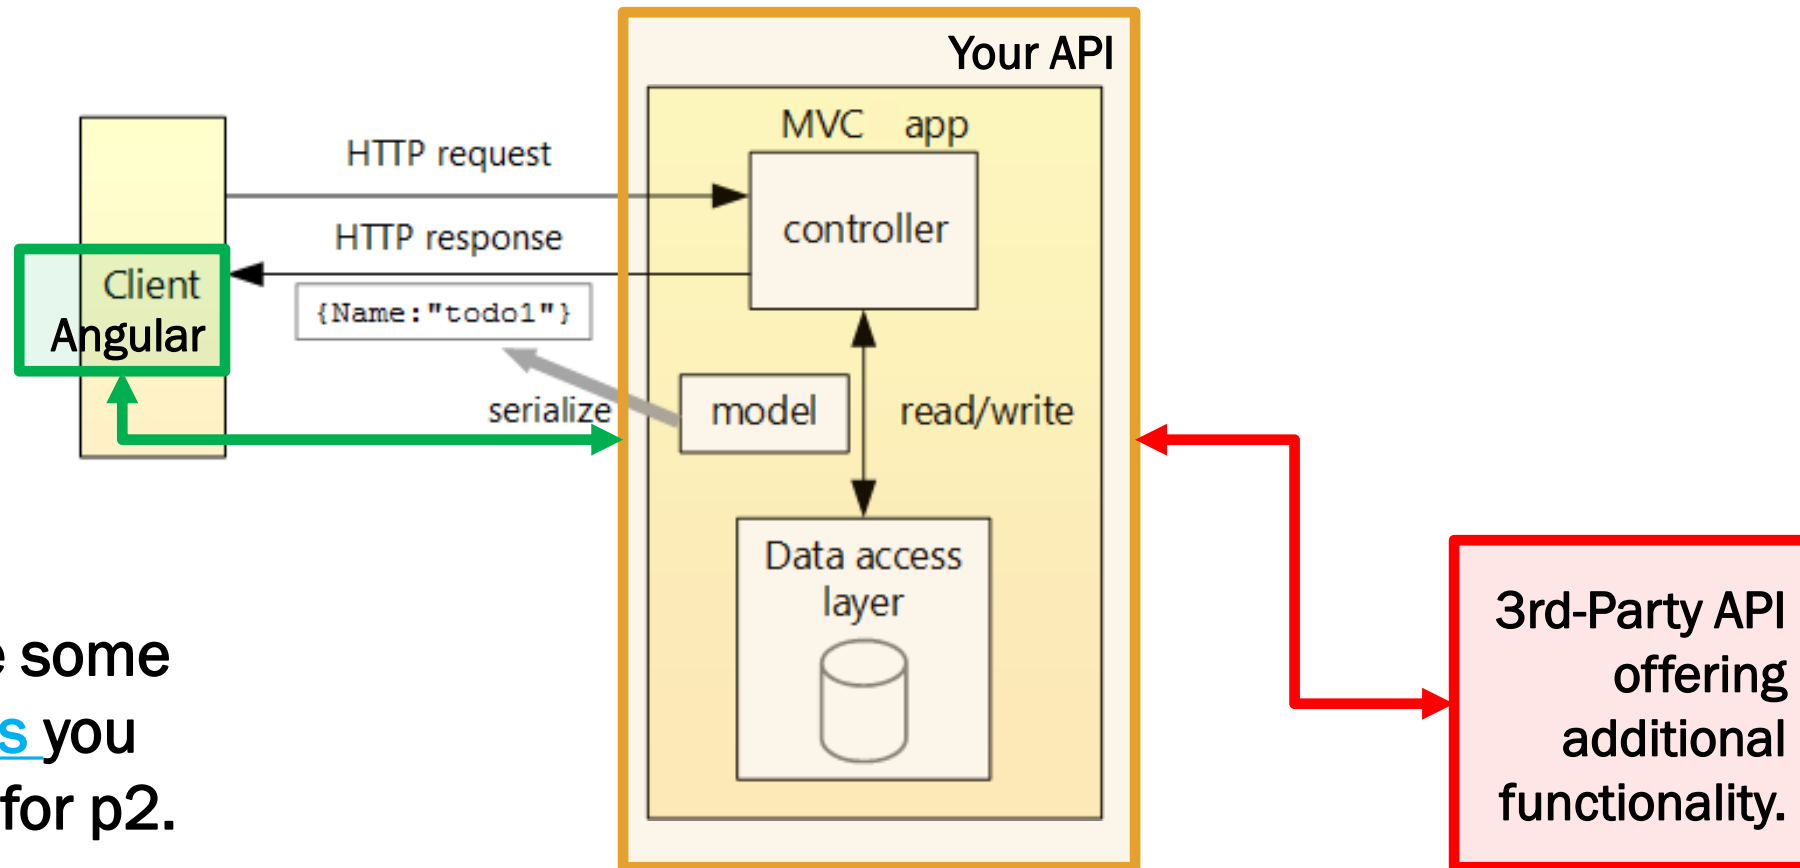 Your API
MVC app
HTTP request
controller
HTTP response
Client
Angular
{Name:"todo1"}
serialize
model
read/write
Data access
layer
some
you
for p2.
3rd-Party API
offering
additional
functionality.